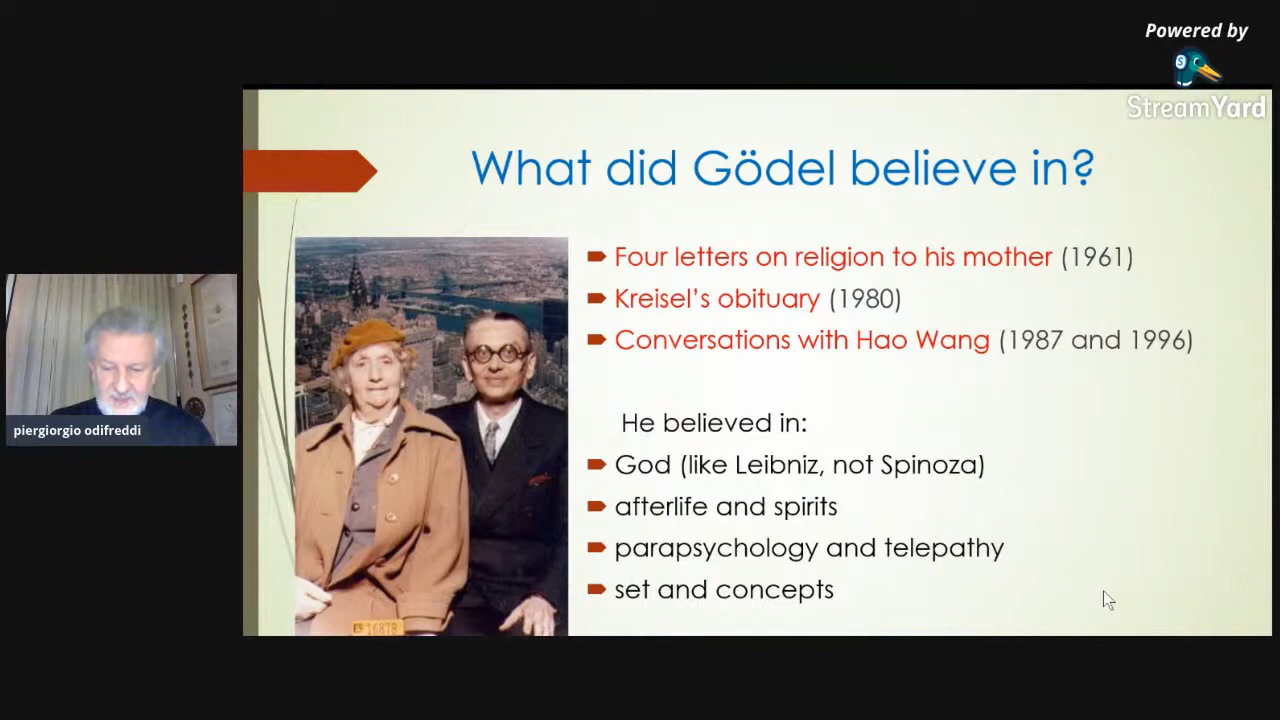 Powered by
StreamYard
What did Gödel believe in?
Four letters on religion to his mother (1961)
Kreisel's obituary (1980)
Conversations with Hao Wang (1987 and 1996)
He believed in:
God (like Leibniz, not Spinoza)
afterlife and spirits
parapsychology and telepathy
set and concepts
piergiorgio odifreddi
16878